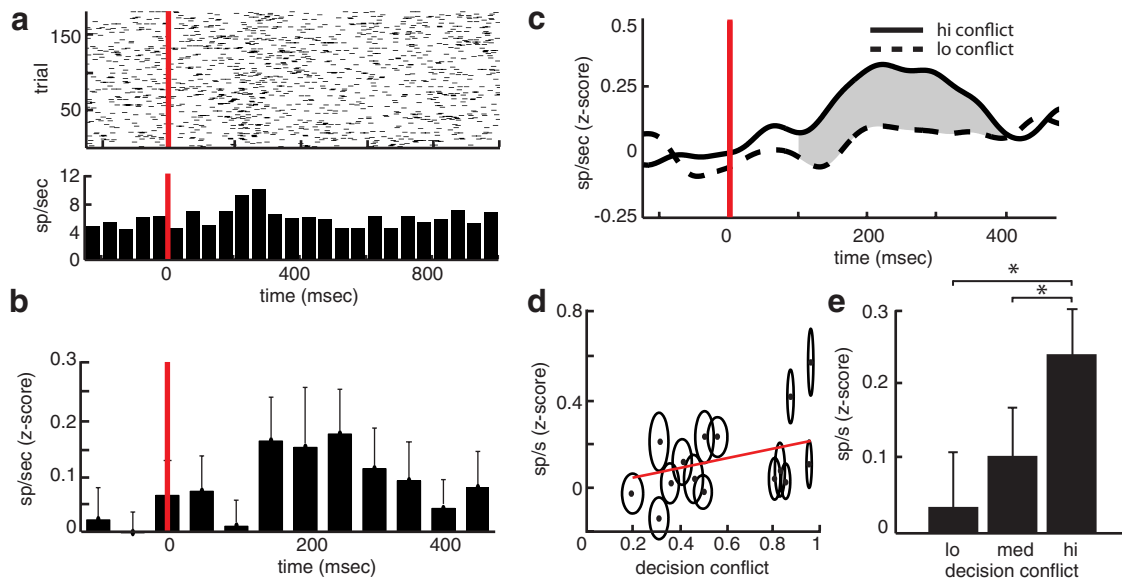 a
150
50
trial
12
8
4
0
sp/sec
0
400
800
time (msec)
b
0.3
0.2
0.1
0
sp/sec (z-score)
0
200
400
time (msec)
c
hi conflict
lo conflict
0.5
0.25
0
-0.25
sp/sec (z-score)
0
200
400
time (msec)
d
0.8
0.4
0
sp/s (z-score)
0.2
0.4
0.6
0.8
1
decision conflict
e
*
*
0.3
0.2
0.1
0
sp/s (z-score)
lo
med
hi
decision conflict